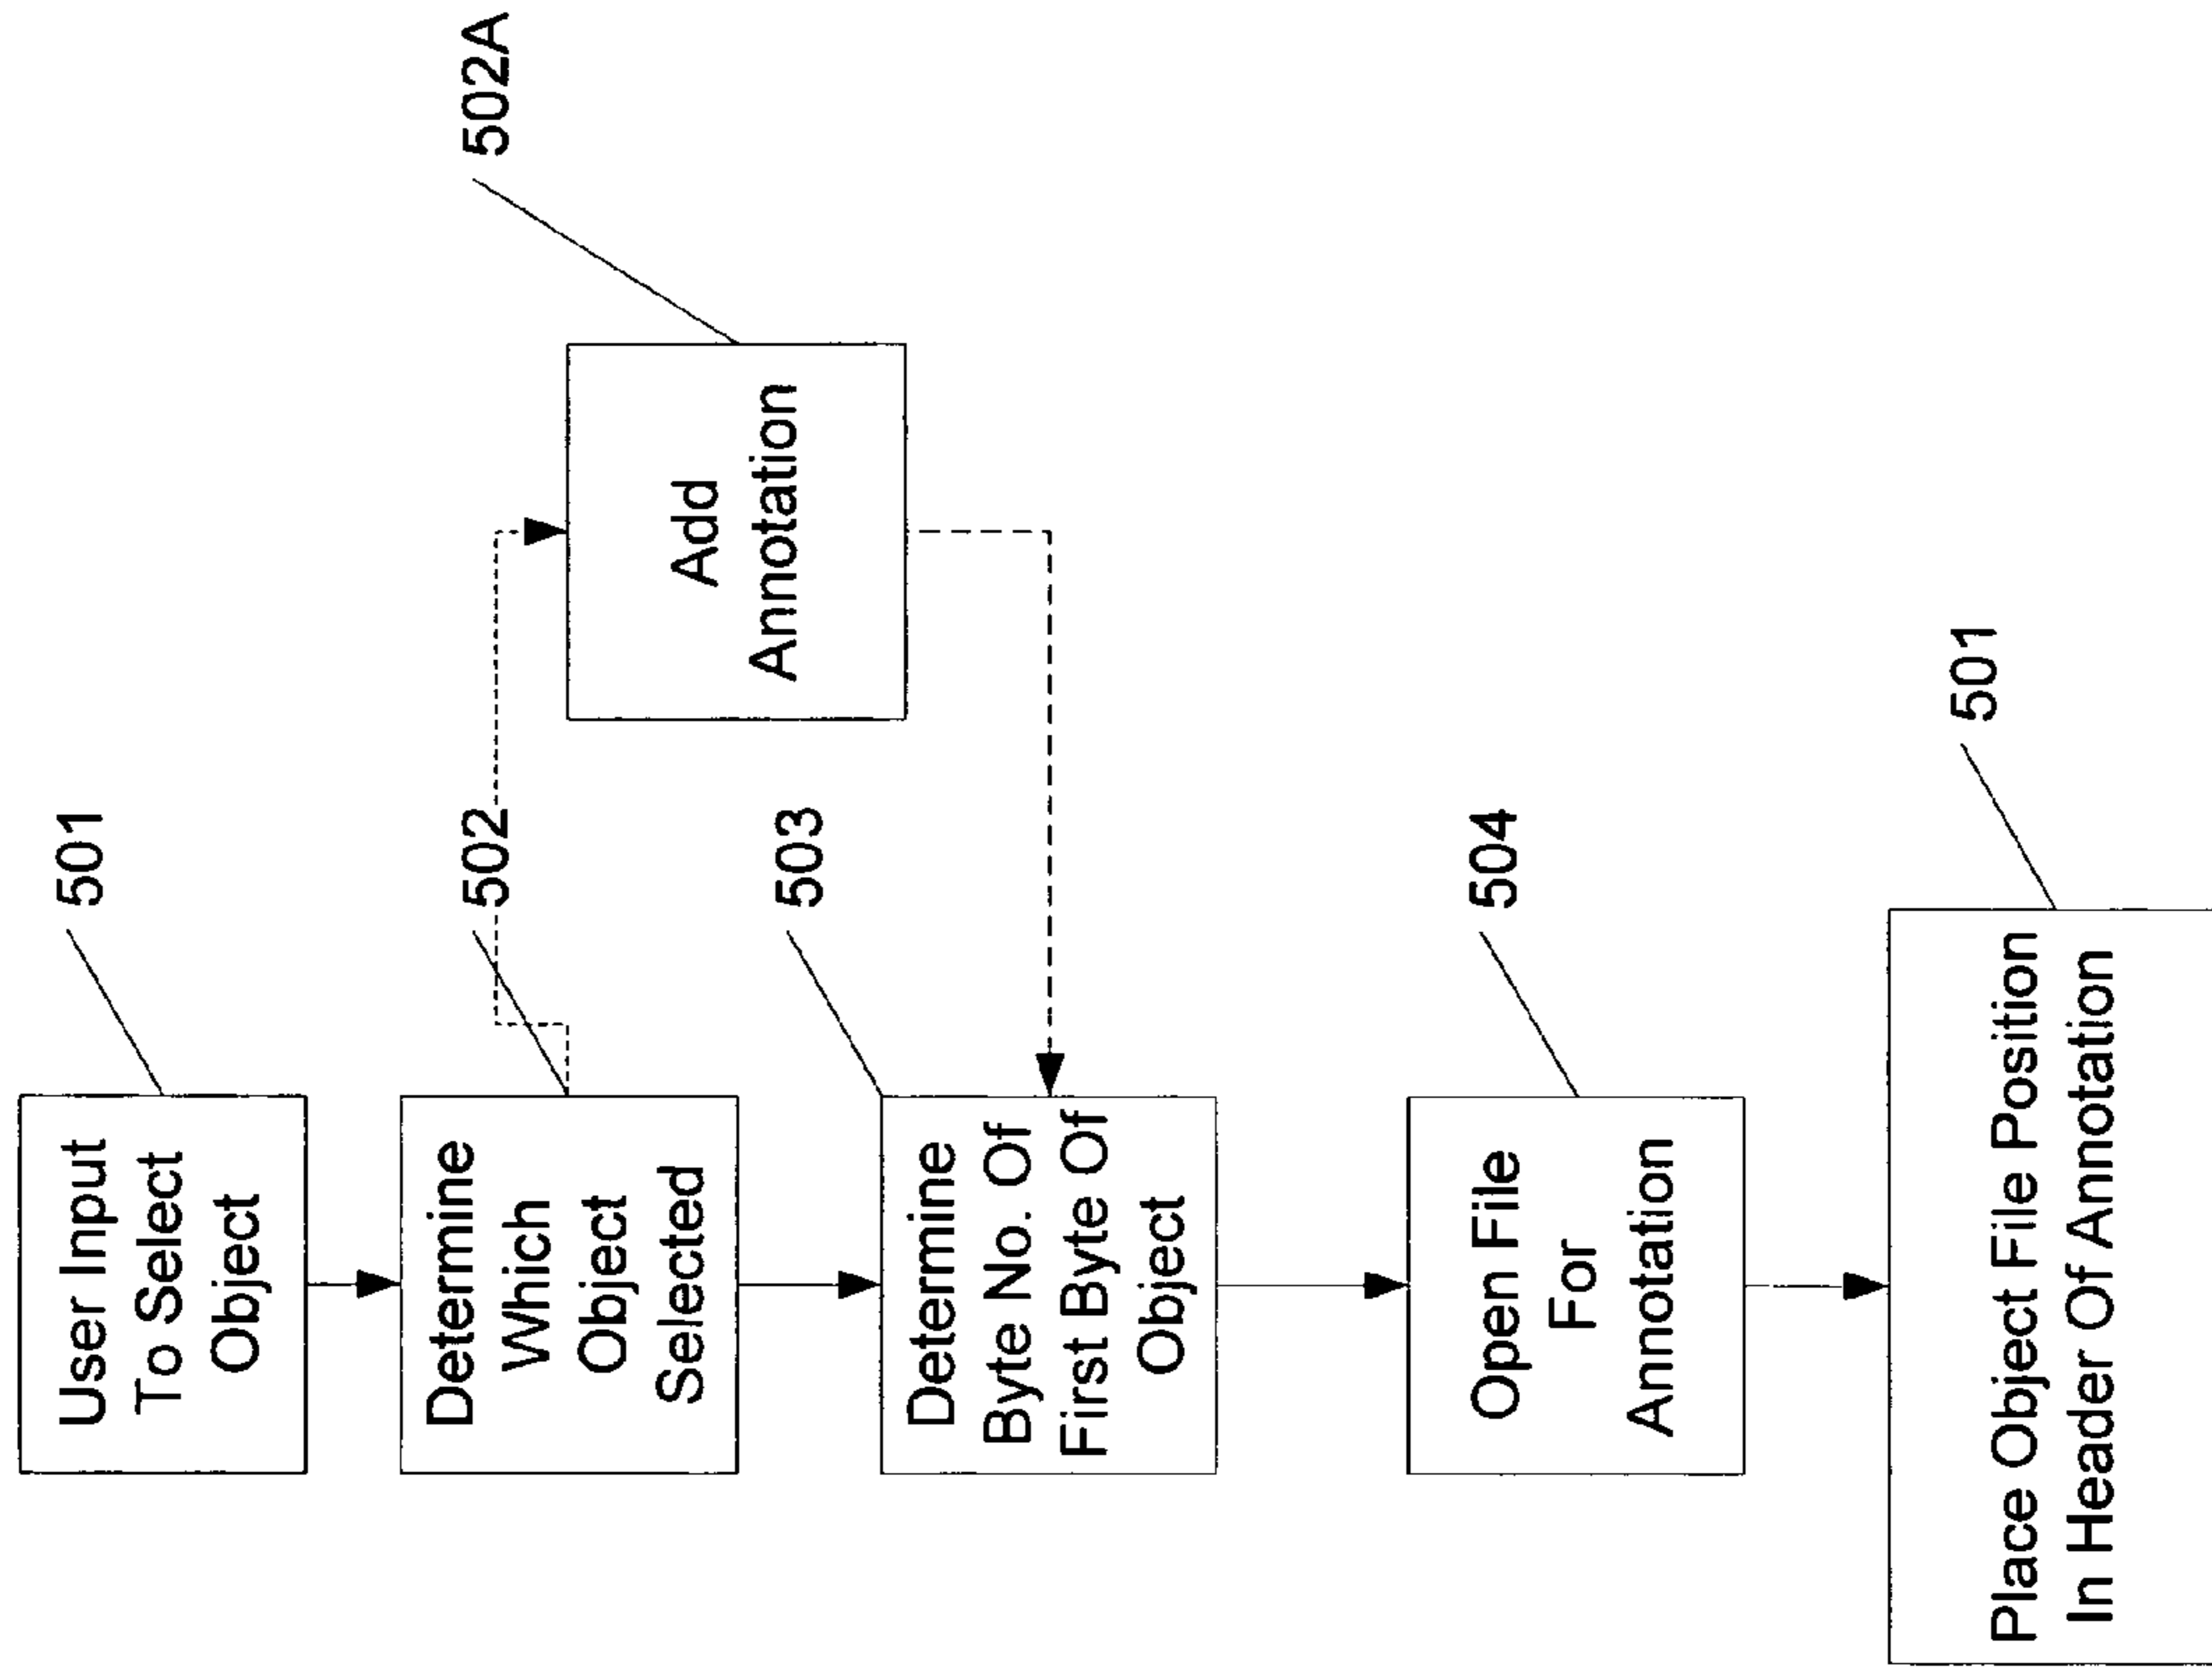 User Input
To Select
Object
501
Determine
Which
Object
Selected
502
Add
Annotation
502A
Determine
Byte No. Of
First Byte Of
Object
503
Open File
For
Annotation
504
Place Object File Position
In Header Of Annotation
501